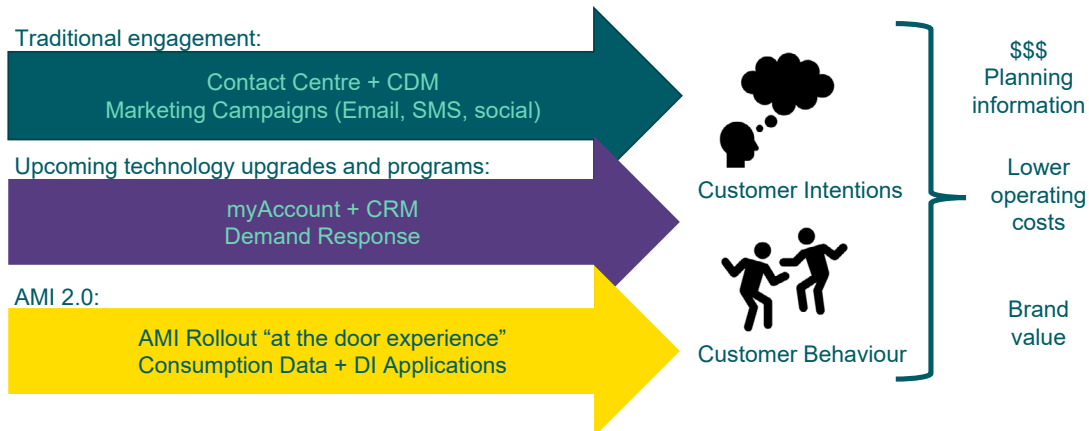 Traditional engagement:
Contact Centre + CDM
Marketing Campaigns (Email, SMS, social)
Upcoming technology upgrades and programs:
myAccount + CRM
Demand Response
AMI 2.0:
AMI Rollout “at the door experience”
Consumption Data + DI Applications
Customer Intentions
Customer Behaviour
$$$
Planning
information
Lower
operating
costs
Brand
value